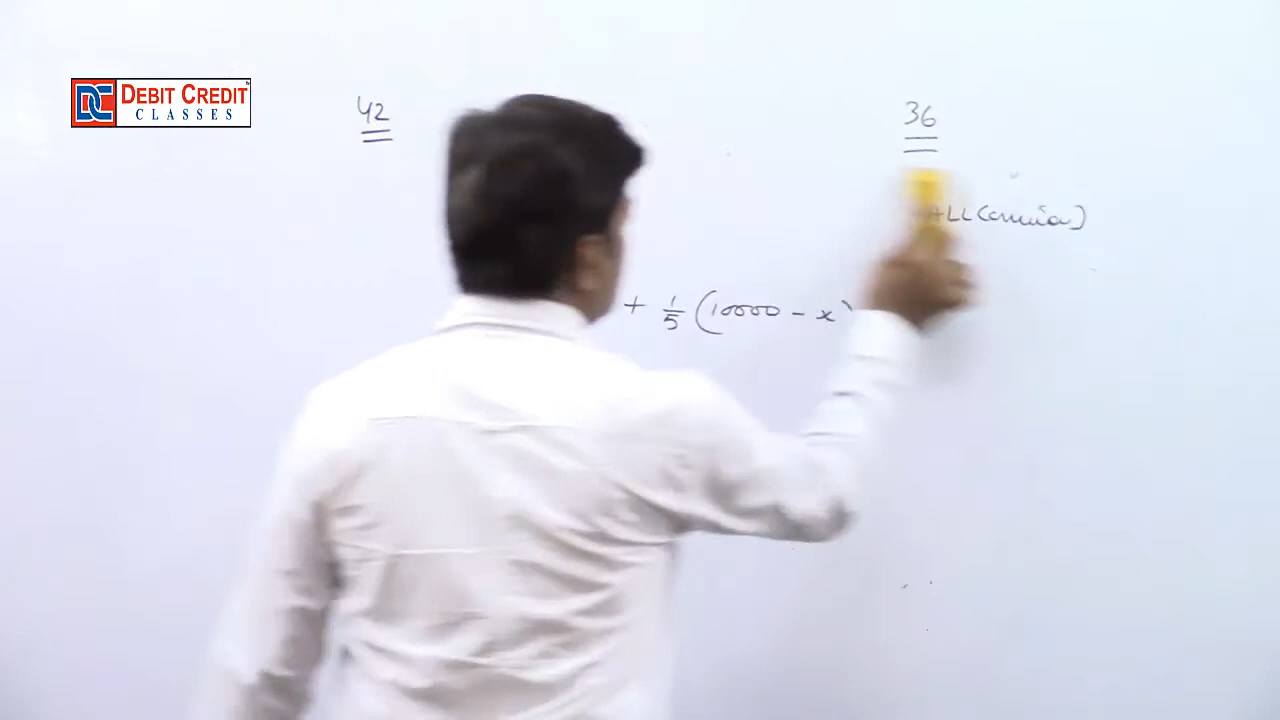 DEBIT CREDIT
CLASSES
42
36
+ 1/5 (10000 - x